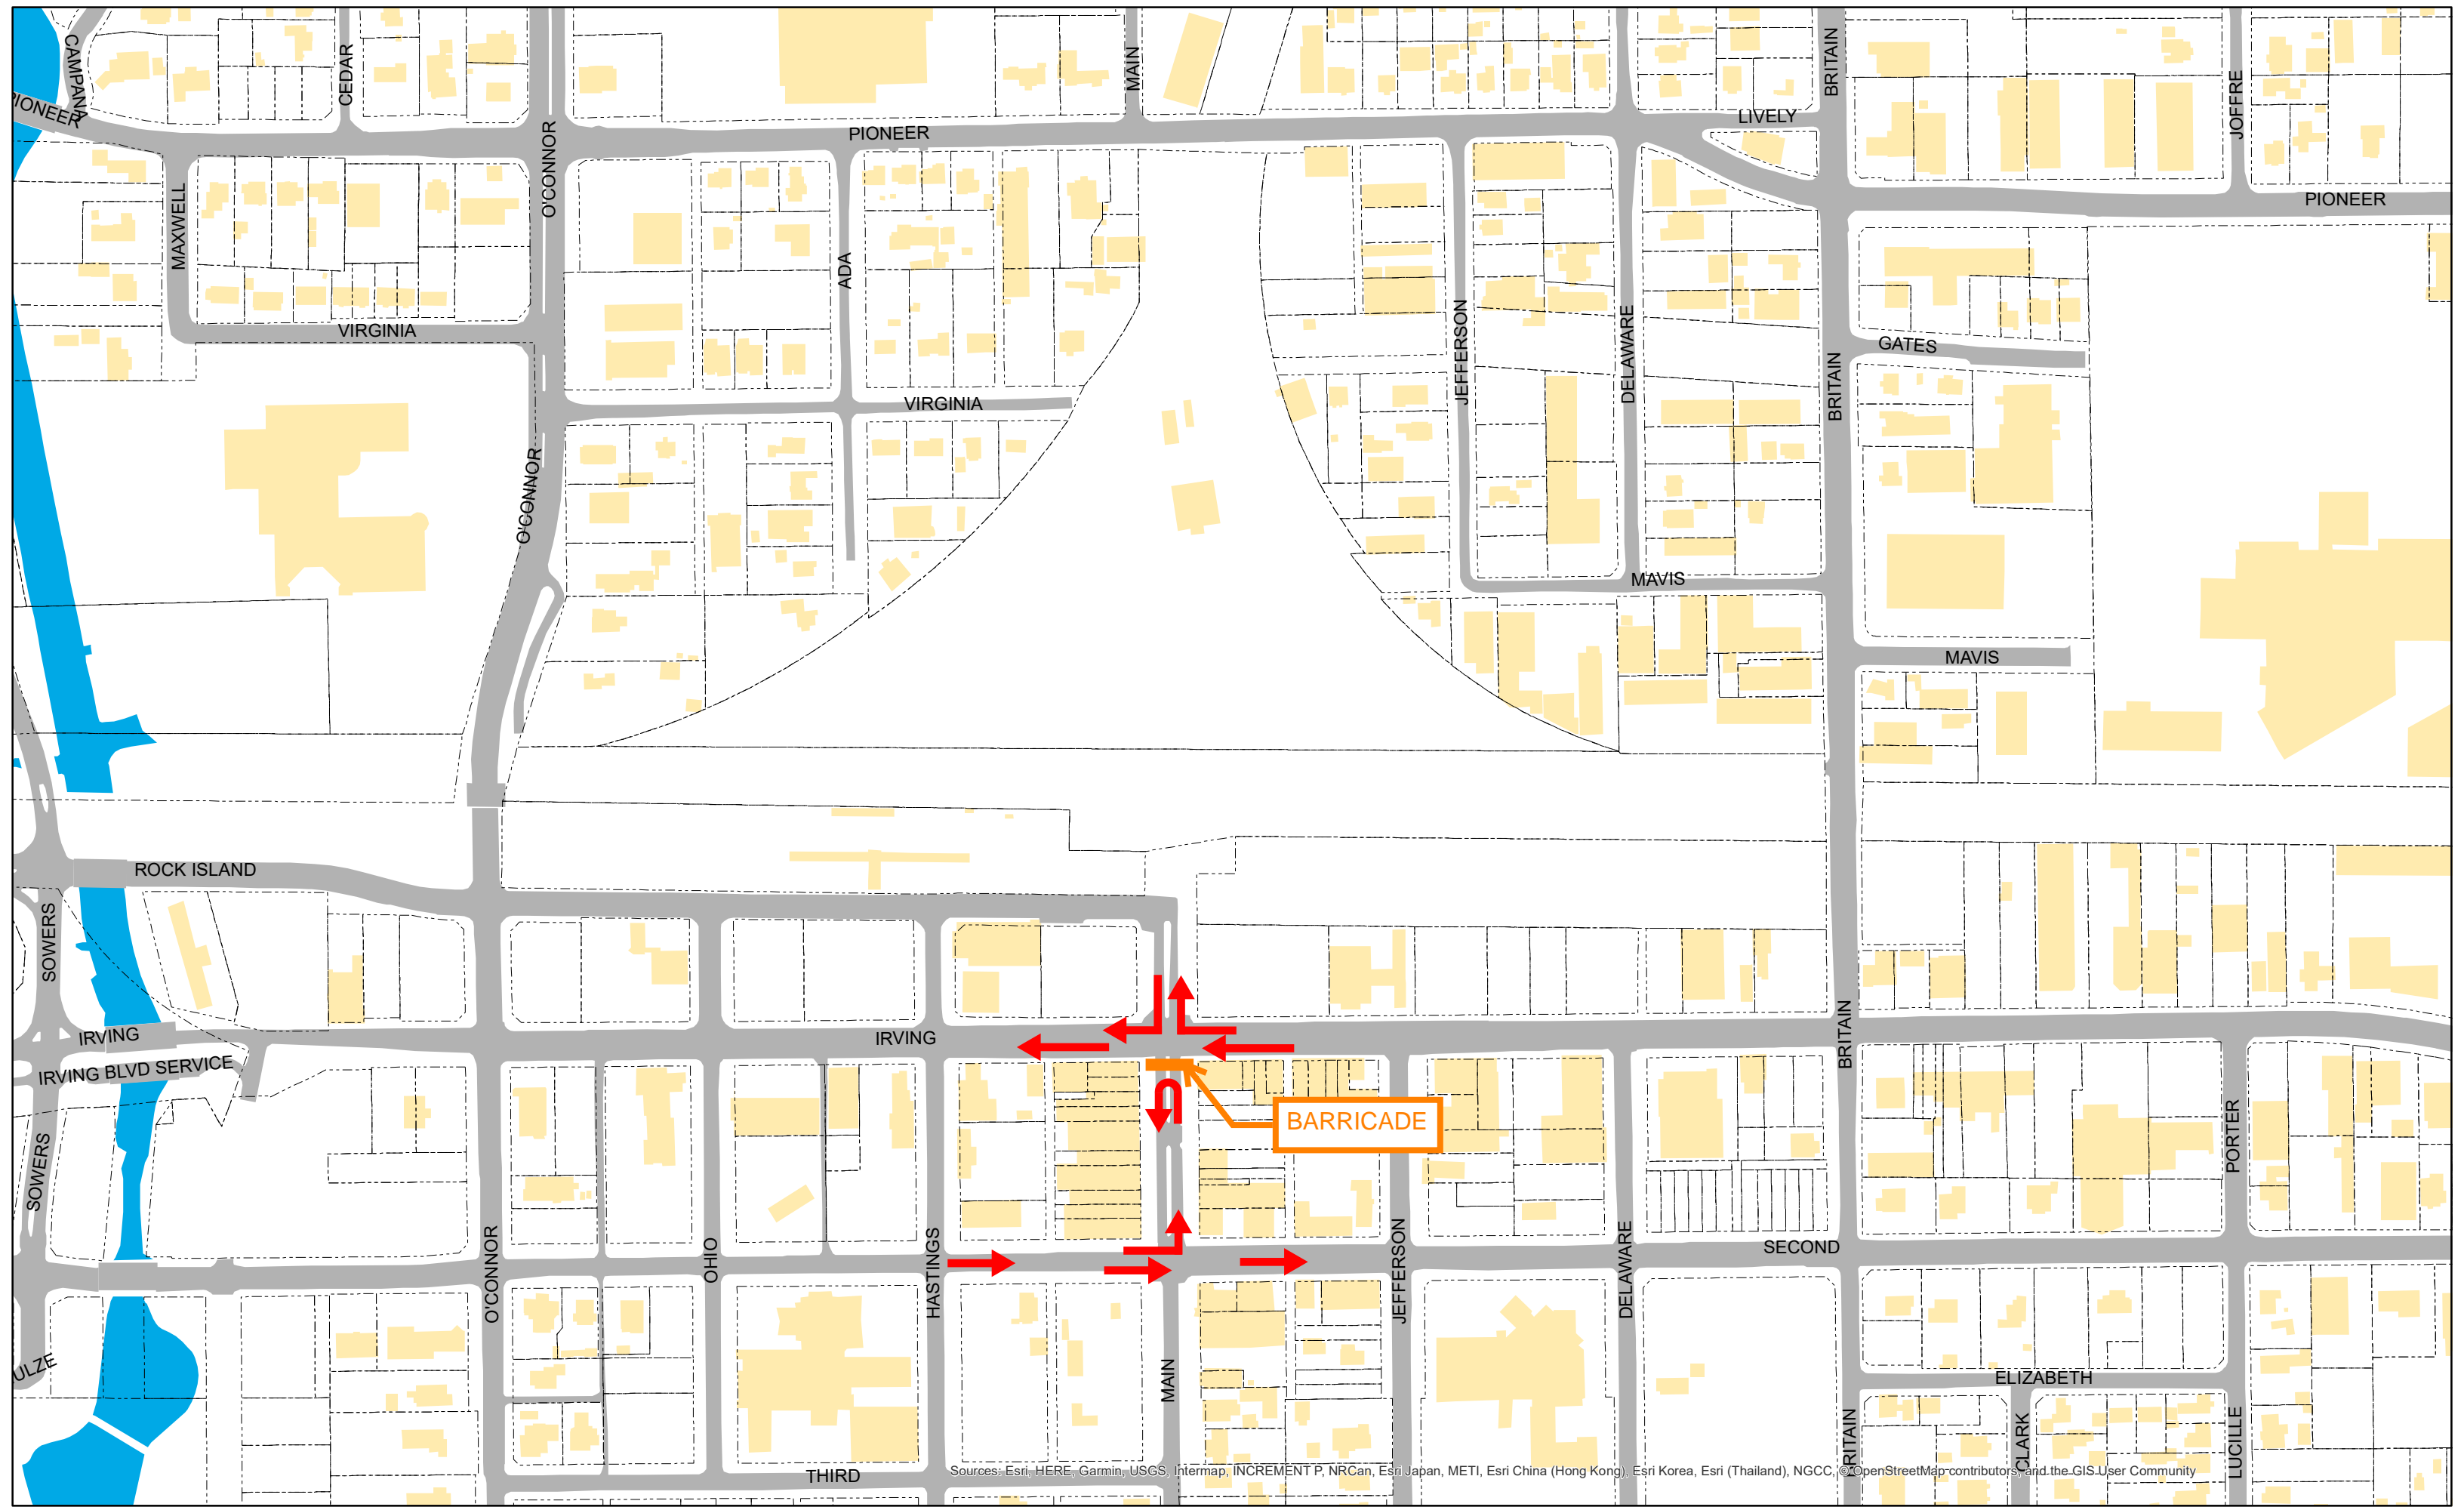 CAMPANA
CEDAR
O'CONNOR
MAIN
BRITAIN
JOFFRE
PIONEER
PIONEER
LIVELY
PIONEER
MAXWELL
ADA
VIRGINIA
JEFFERSON
DELAWARE
BRITAIN
GATES
VIRGINIA
O'CONNOR
MAVIS
MAVIS
ROCK ISLAND
SOWERS
IRVING
IRVING
BRITAIN
IRVING BLVD SERVICE
BARRICADE
SOWERS
PORTER
O'CONNOR
OHIO
HASTINGS
JEFFERSON
DELAWARE
SECOND
ULZE
MAIN
ELIZABETH
RITAIN
CLARK
LUCILLE
THIRD
Sources: Esri, HERE, Garmin, USGS, Intermap, INCREMENT P, NRCan, Esri Japan, METI, Esri China (Hong Kong), Esri Korea, Esri (Thailand), NGCC, © OpenStreetMap contributors, and the GIS User Community